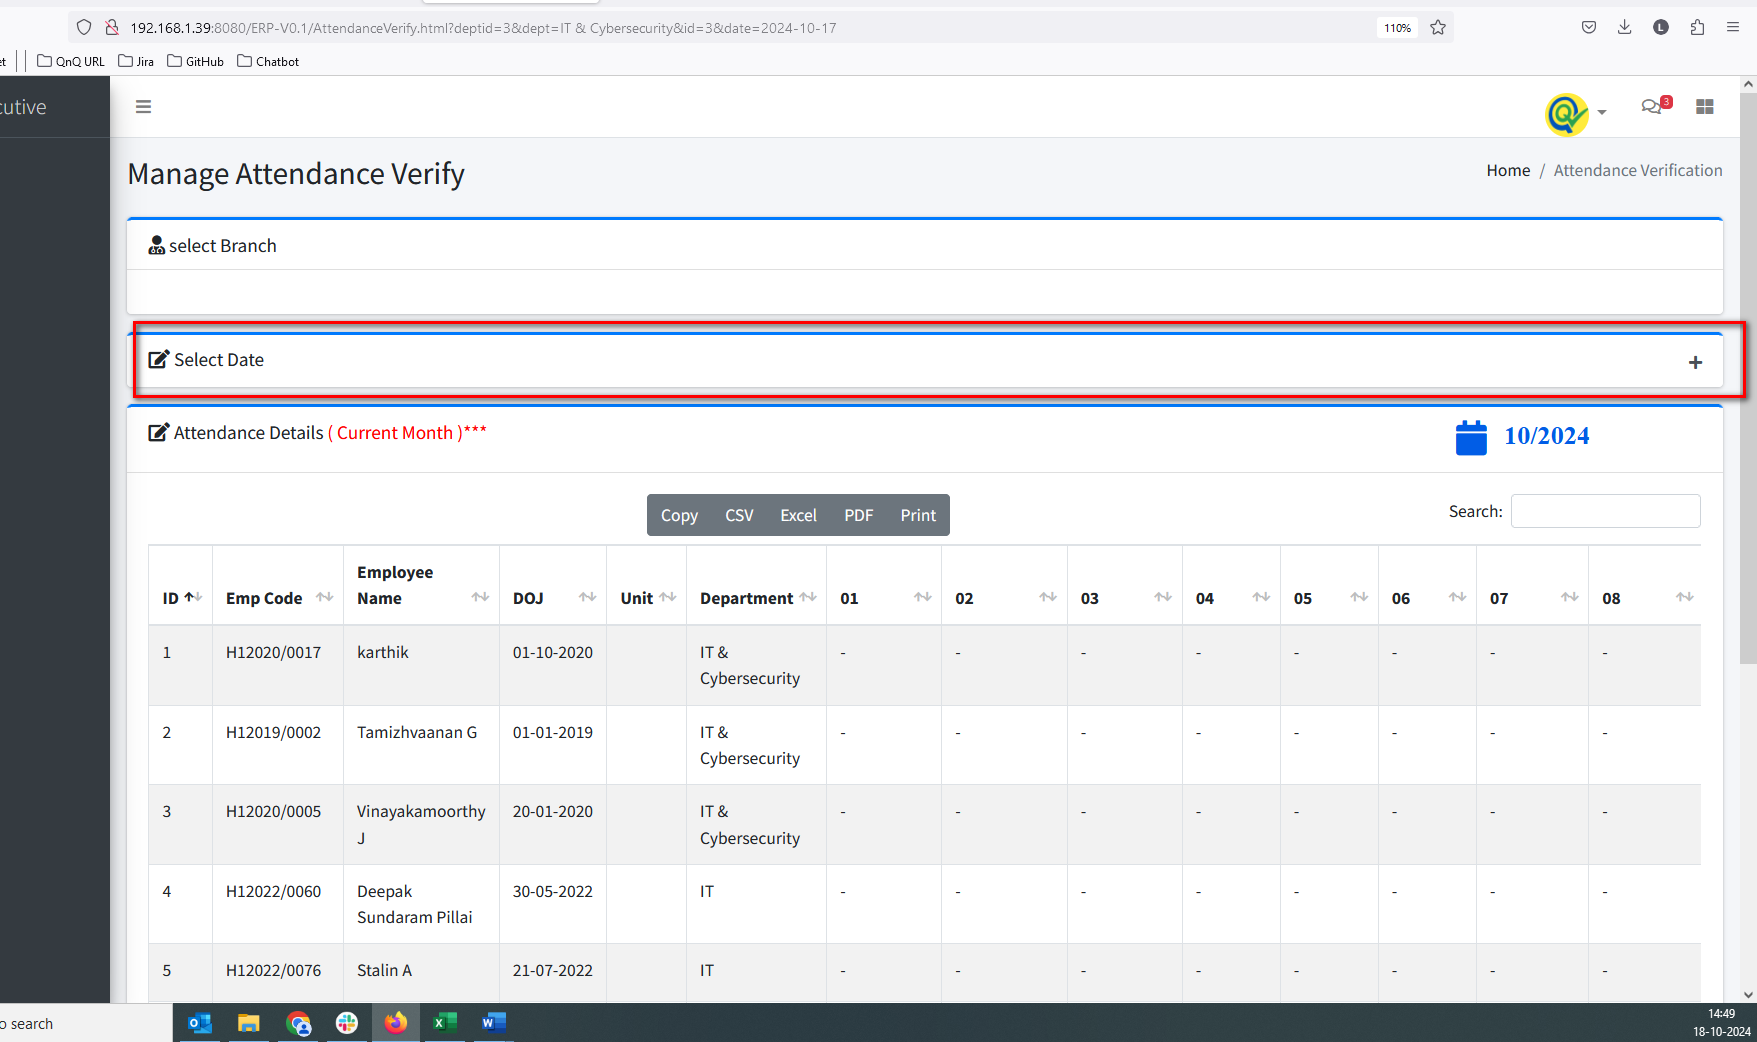 192.168.1.39:8080/ERP-V0.1/AttendanceVerify.html?deptid=3&dept=IT & Cybersecurity&id=3&date=2024-10-17
110%
L
et
QnQ URL
Jira
GitHub
Chatbot
cutive
3
Manage Attendance Verify
Home / Attendance Verification
select Branch
Select Date
Attendance Details ( Current Month )***
10/2024
Copy CSV Excel PDF Print
Search:
ID Emp Code Employee Name DOJ Unit Department 01 02 03 04 05 06 07 08
1 H12020/0017 karthik 01-10-2020 IT & Cybersecurity - - - - - - - -
2 H12019/0002 Tamizhvaanan G 01-01-2019 IT & Cybersecurity - - - - - - - -
3 H12020/0005 Vinayakamoorthy J 20-01-2020 IT & Cybersecurity - - - - - - - -
4 H12022/0060 Deepak Sundaram Pillai 30-05-2022 IT - - - - - - - -
5 H12022/0076 Stalin A 21-07-2022 IT - - - - - - - -
o search
14:49
18-10-2024